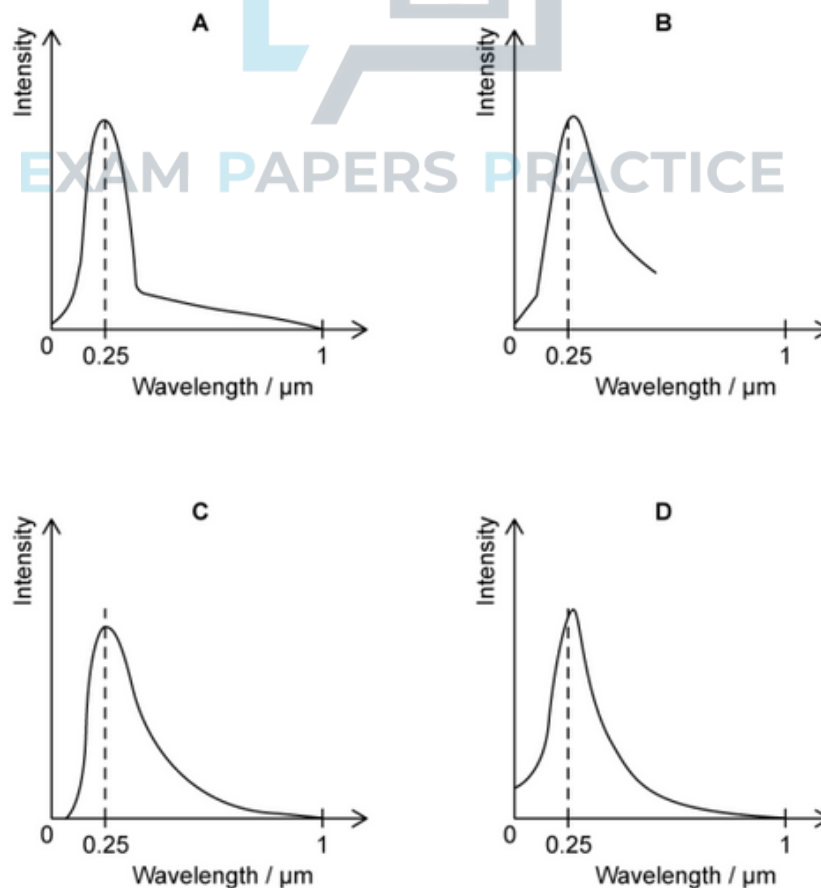 A
B
Intensity
Intensity
EXAM PAPERS PRACTICE
0
0.25
1
0
0.25
1
Wavelength / μm
Wavelength / μm
C
D
Intensity
Intensity
0
0.25
1
0
0.25
1
Wavelength / μm
Wavelength / μm